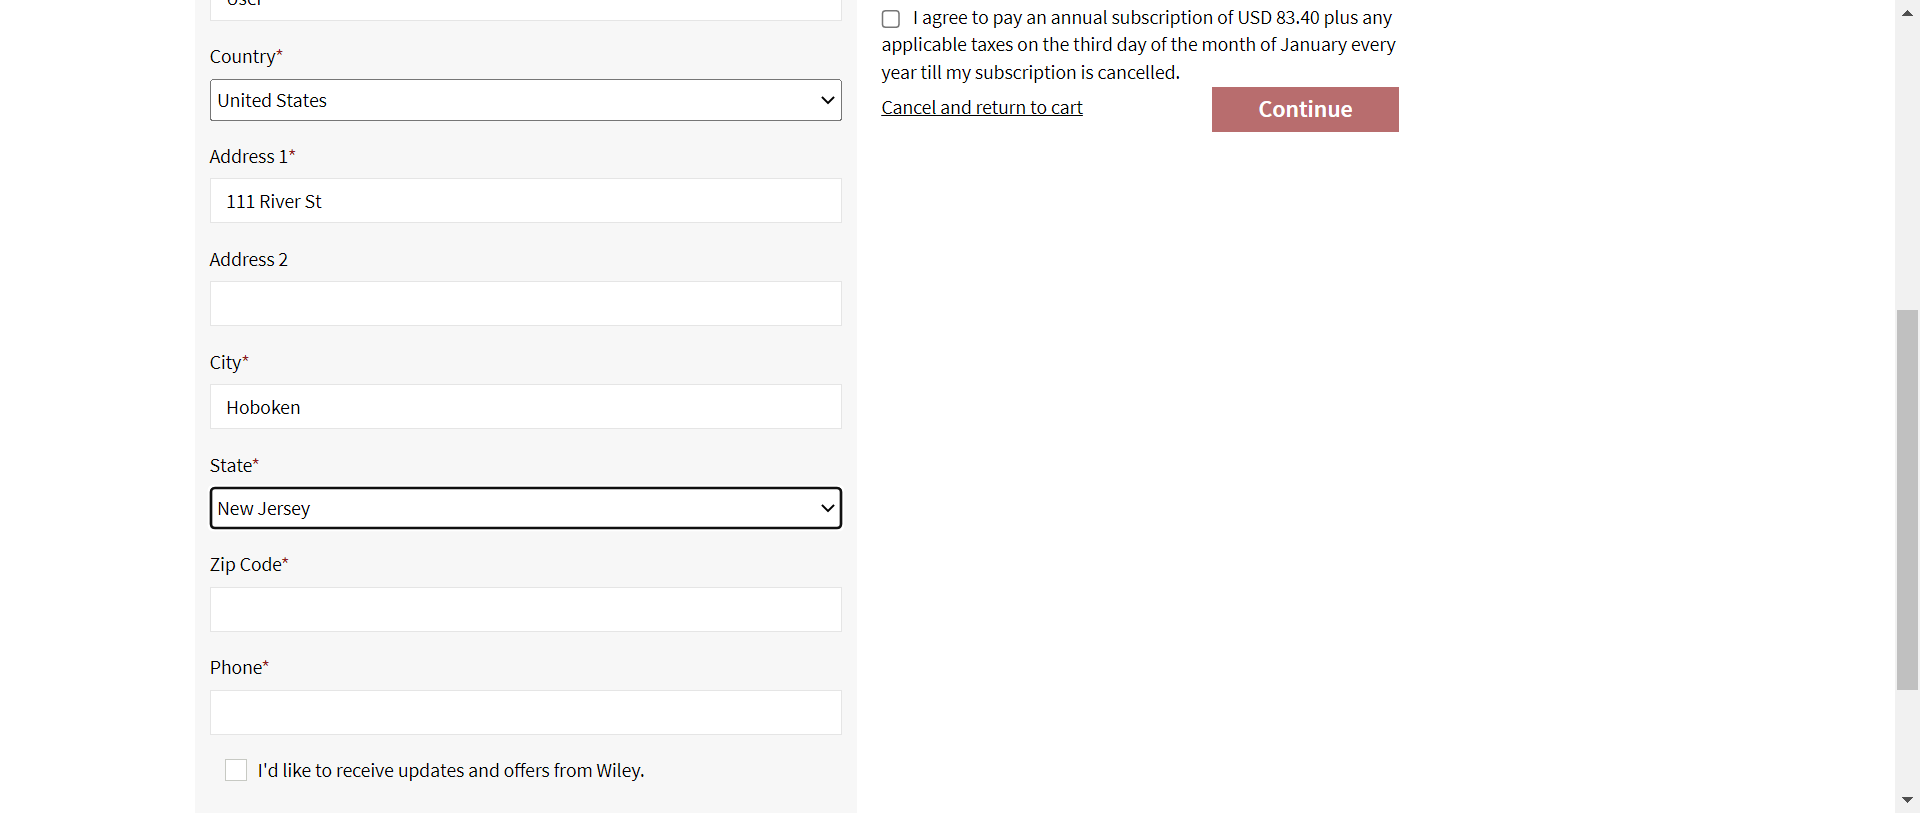 User
Country*
United States
Address 1*
111 River St
Address 2
City*
Hoboken
State*
New Jersey
Zip Code*
Phone*
I'd like to receive updates and offers from Wiley.
I agree to pay an annual subscription of USD 83.40 plus any
applicable taxes on the third day of the month of January every
year till my subscription is cancelled.
Cancel and return to cart
Continue